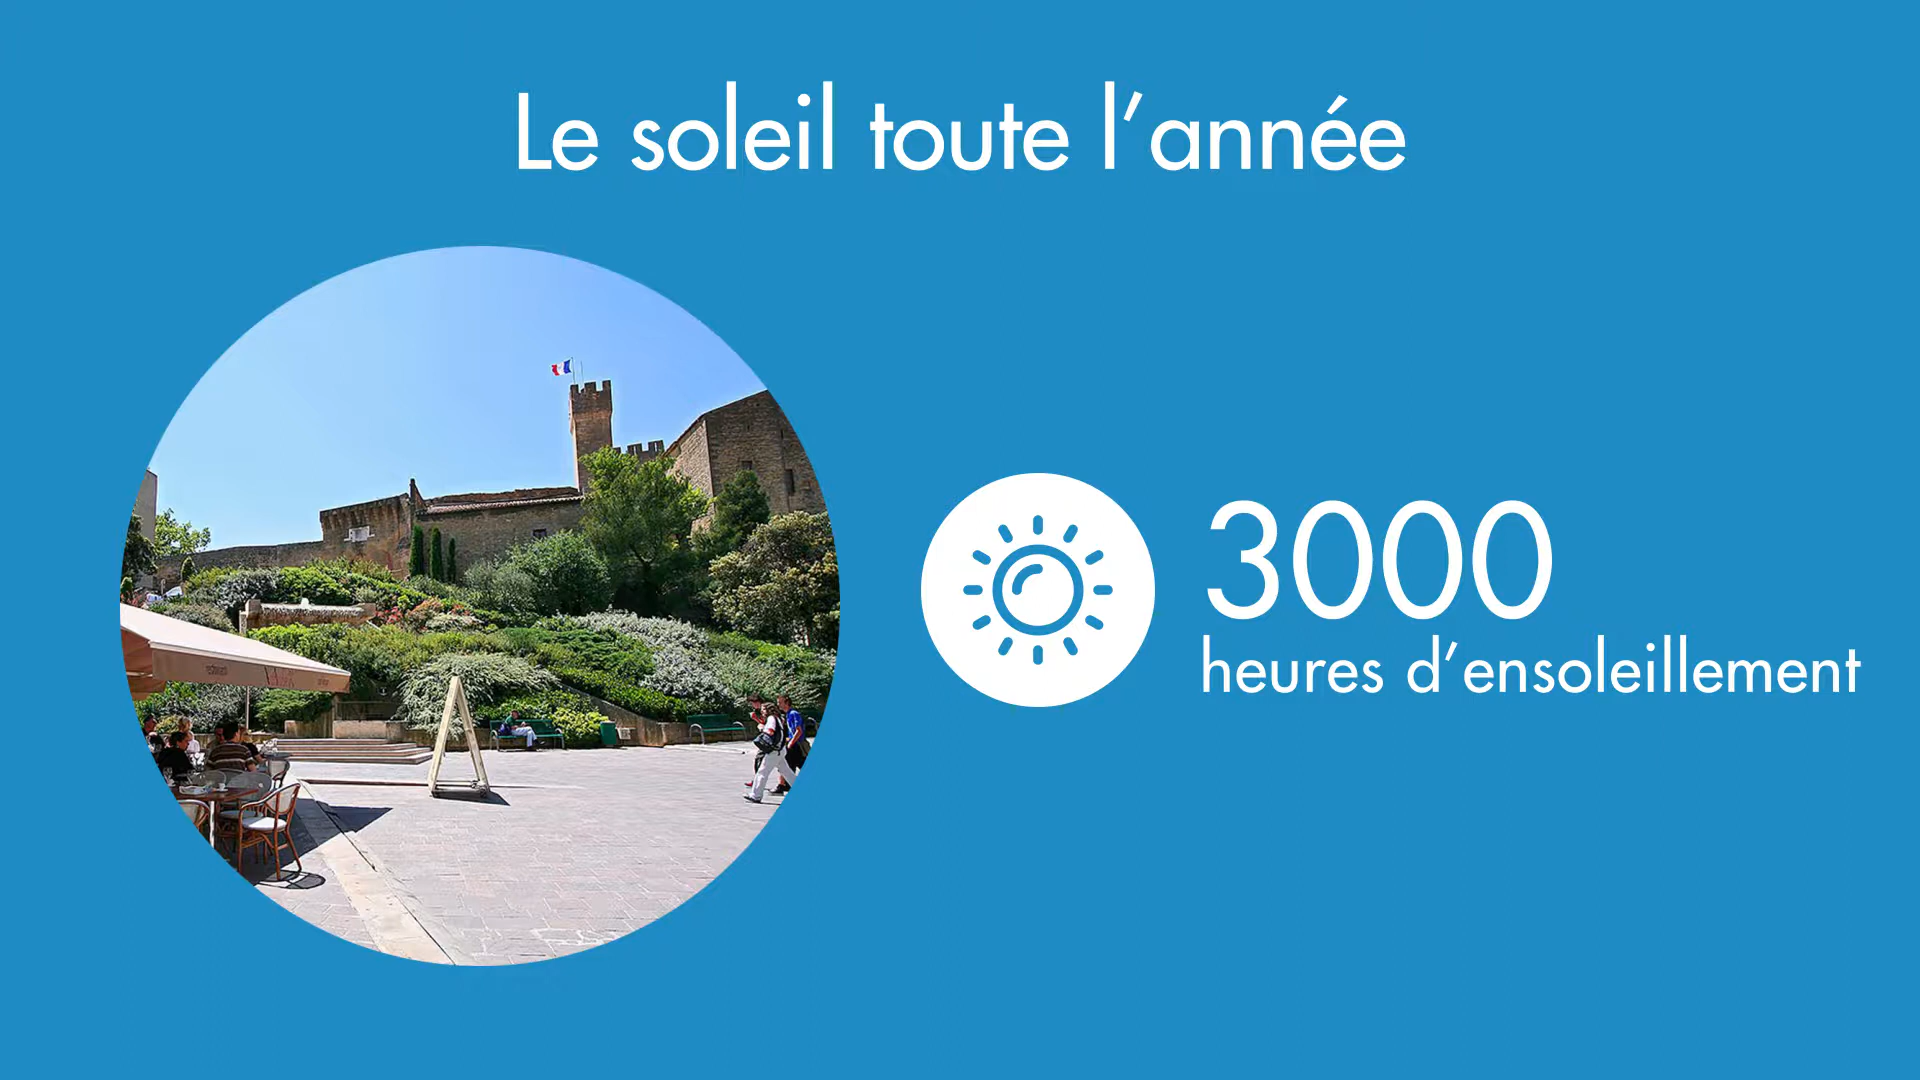 Le soleil toute l’année
3000
heures d’ensoleillement